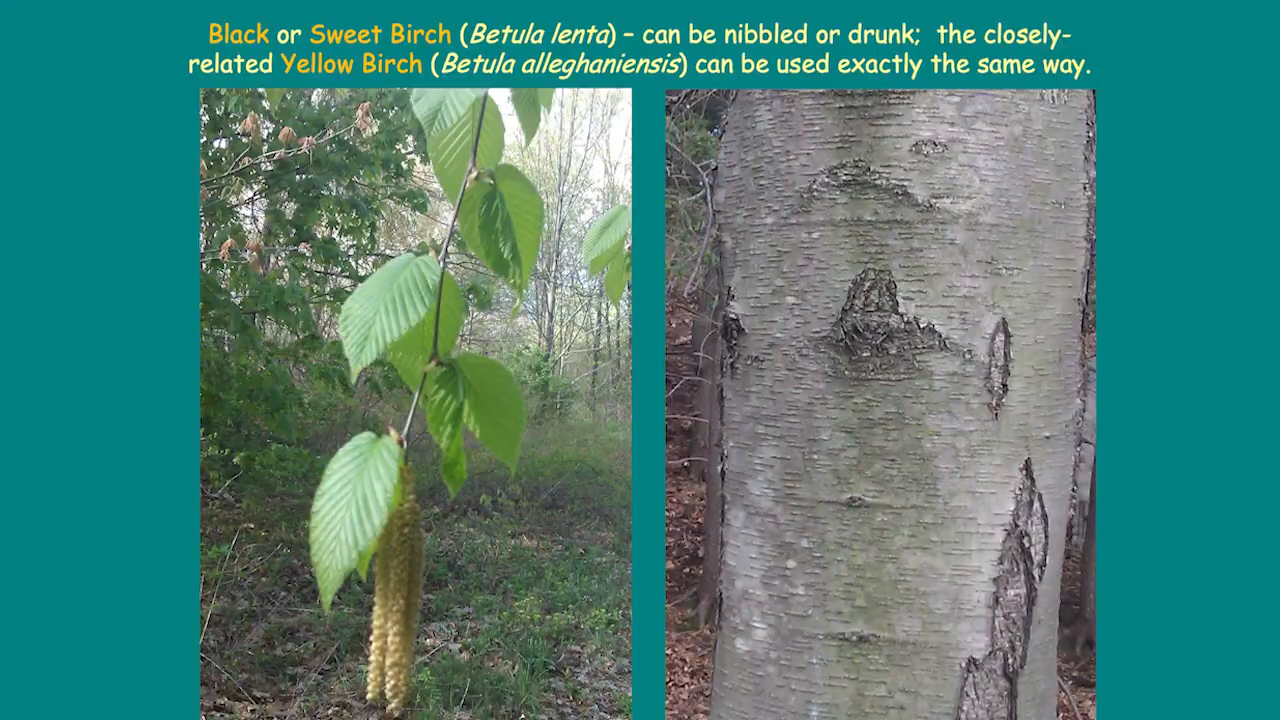 Black or Sweet Birch (Betula lenta) – can be nibbled or drunk;  the closely-
related Yellow Birch (Betula alleghaniensis) can be used exactly the same way.